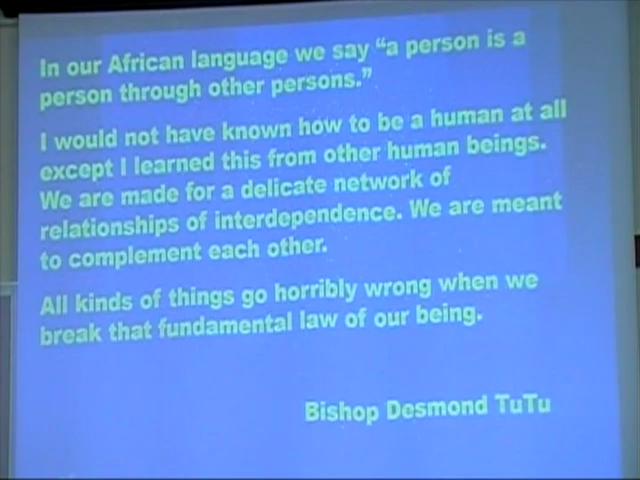 In our African language we say “a person is a
person through other persons.”
I would not have known how to be a human at all
except I learned this from other human beings.
We are made for a delicate network of
relationships of interdependence. We are meant
to complement each other.
All kinds of things go horribly wrong when we
break that fundamental law of our being.
Bishop Desmond TuTu